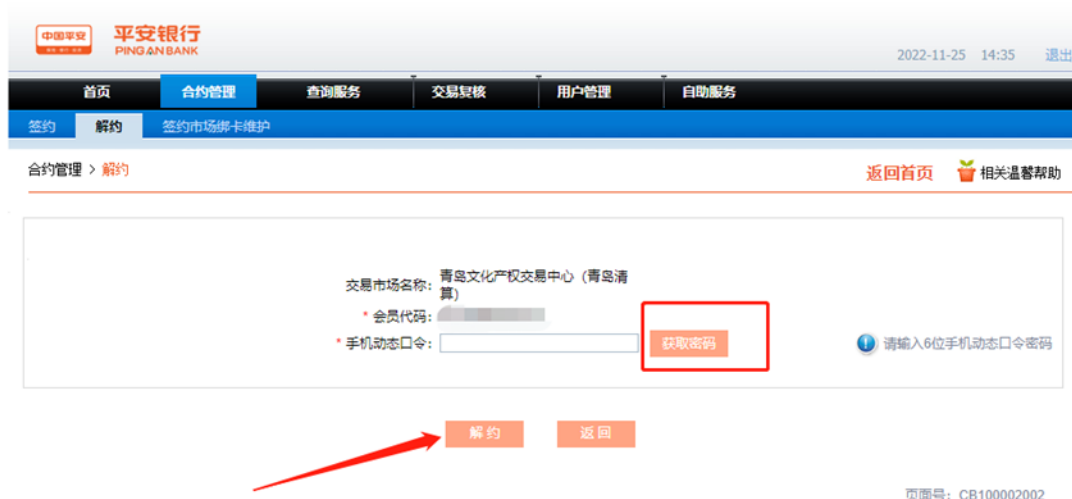 中国平安
平安银行
PING AN BANK
2022-11-25 14:35 退出
首页 合约管理 查询服务 交易复核 用户管理 自助服务
签约 解约 签约市场绑卡维护
合约管理 > 解约
返回首页 相关温馨帮助
交易市场名称: 青岛文化产权交易中心（青岛清
算）
* 会员代码:
* 手机动态口令: 获取密码 请输入6位手机动态口令密码
解约 返回
页面号: CB100002002